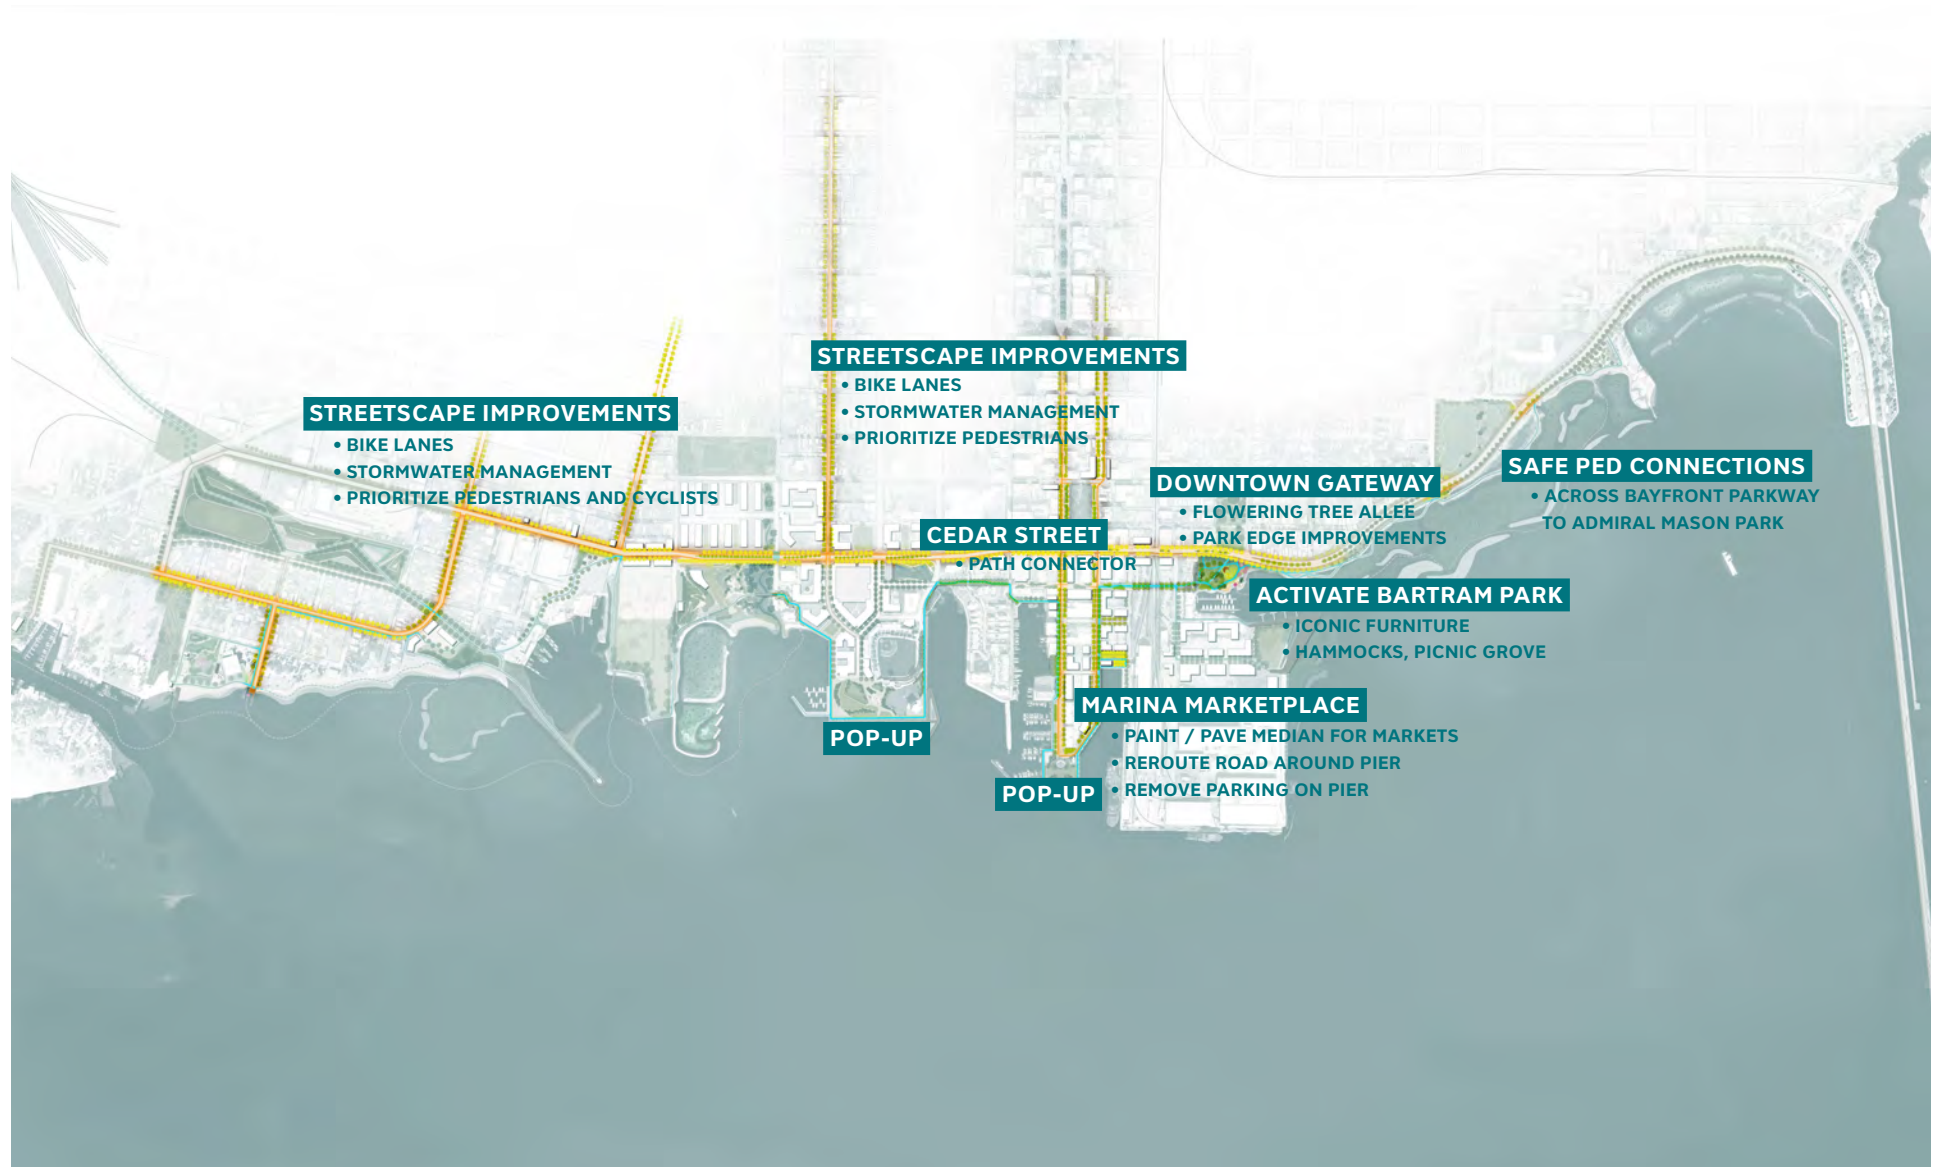 STREETSCAPE IMPROVEMENTS
• BIKE LANES
• STORMWATER MANAGEMENT
• PRIORITIZE PEDESTRIANS
STREETSCAPE IMPROVEMENTS
• BIKE LANES
• STORMWATER MANAGEMENT
• PRIORITIZE PEDESTRIANS AND CYCLISTS
SAFE PED CONNECTIONS
• ACROSS BAYFRONT PARKWAY
TO ADMIRAL MASON PARK
DOWNTOWN GATEWAY
• FLOWERING TREE ALLEE
• PARK EDGE IMPROVEMENTS
CEDAR STREET
• PATH CONNECTOR
ACTIVATE BARTRAM PARK
• ICONIC FURNITURE
• HAMMOCKS, PICNIC GROVE
MARINA MARKETPLACE
• PAINT / PAVE MEDIAN FOR MARKETS
• REROUTE ROAD AROUND PIER
• REMOVE PARKING ON PIER
POP-UP
POP-UP